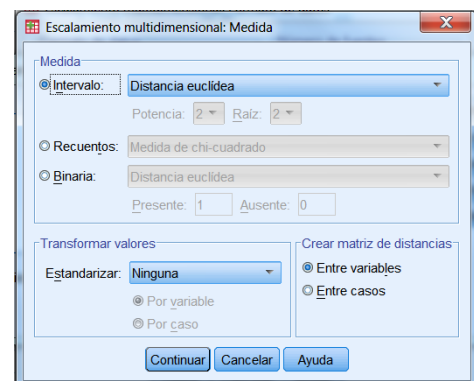 Escalamiento multidimensional: Medida
Medida
Intervalo: Distancia euclídea
Potencia: 2 Raíz: 2
Recuentos: Medida de chi-cuadrado
Binaria: Distancia euclídea
Presente: 1 Ausente: 0
Transformar valores
Estandarizar: Ninguna
Por variable
Por caso
Crear matriz de distancias
Entre variables
Entre casos
Continuar Cancelar Ayuda